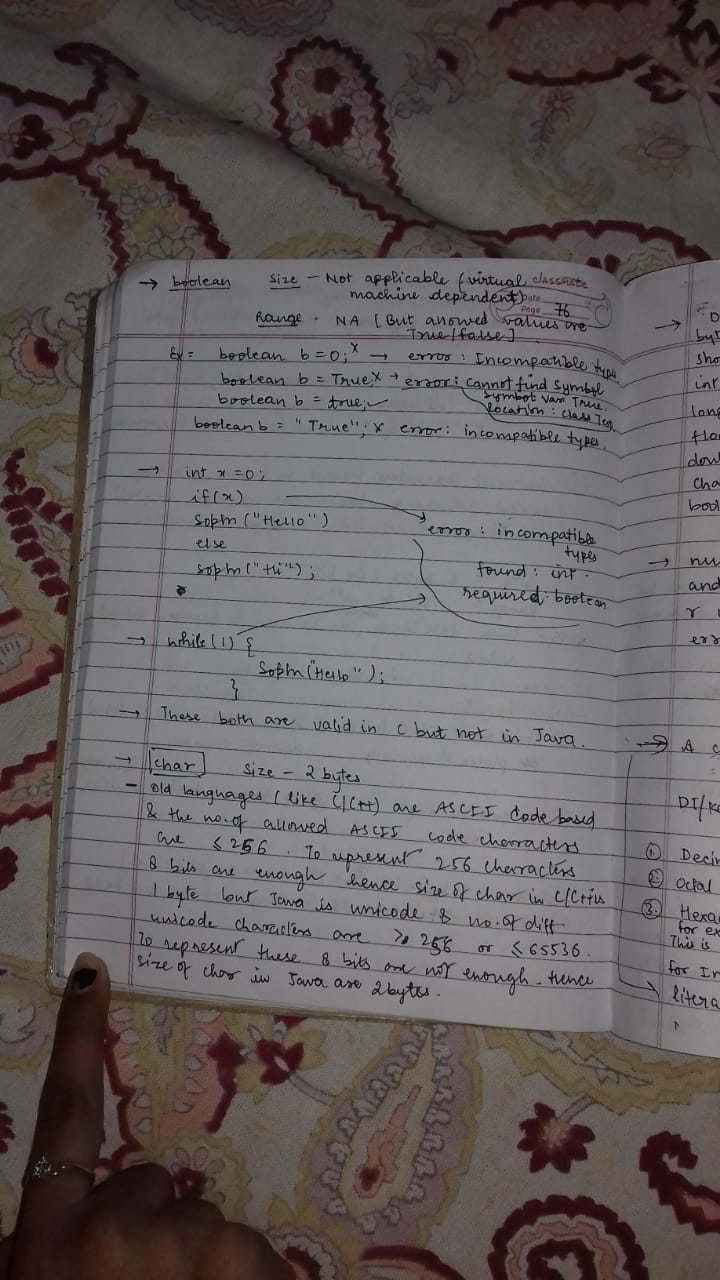 → boolean Size - Not applicable (virtual classmate
machine dependent) Date
Page 76
Range . NA [But allowed values are
True/false]
Ex = boolean b=0; x → error : Incompatible types
boolean b = True; x → error : cannot find symbol
symbol var True.
boolean b = true; ✓ location : class Test
boolean b = "True"; x error : incompatible types
→ int x=0;
if(x)
Sopln ("Hello")
else
sopln ("Hi");
error : incompatible
types
found : int .
required : boolean
→ while (1) {
Sopln("Hello");
}
→ These both are valid in C but not in Java.
→ char Size - 2 bytes
- Old languages (like C/C++) are ASCII code based
& the no. of allowed ASCII code charracters
are ≤ 256 . To represent 256 charracters
8 bits are enough hence size of char in C/C++ is
1 byte but Java is unicode & no. of diff
unicode characters are > 256 or ≤ 65536.
To represent these 8 bits are not enough. hence
size of char in Java are 2 bytes.
→
sho
int
cha
bool
→ nu
and
r
err
→ A
① Decin
② Octal
③ Hexa
for ex
This is
for In
litera